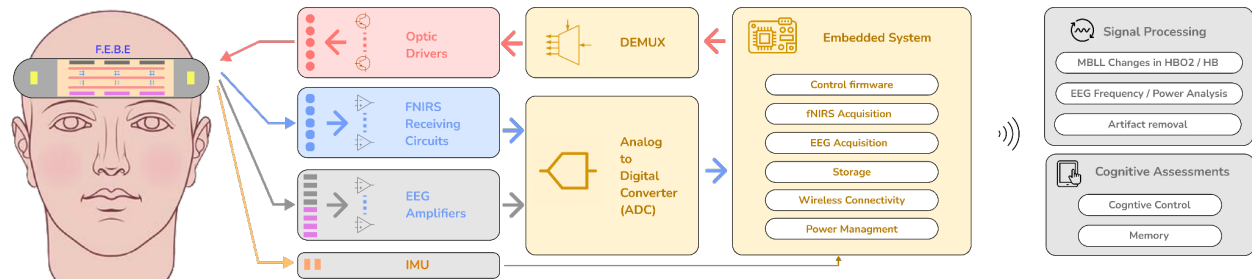 F.E.B.E
Optic
Drivers
DEMUX
FNIRS
Receiving
Circuits
EEG
Amplifiers
IMU
Analog
to
Digital
Converter
(ADC)
Embedded System
Control firmware
fNIRS Acquisition
EEG Acquisition
Storage
Wireless Connectivity
Power Managment
Signal Processing
MBLL Changes in HBO2 / HB
EEG Frequency / Power Analysis
Artifact removal
Cognitive Assessments
Cogntive Control
Memory